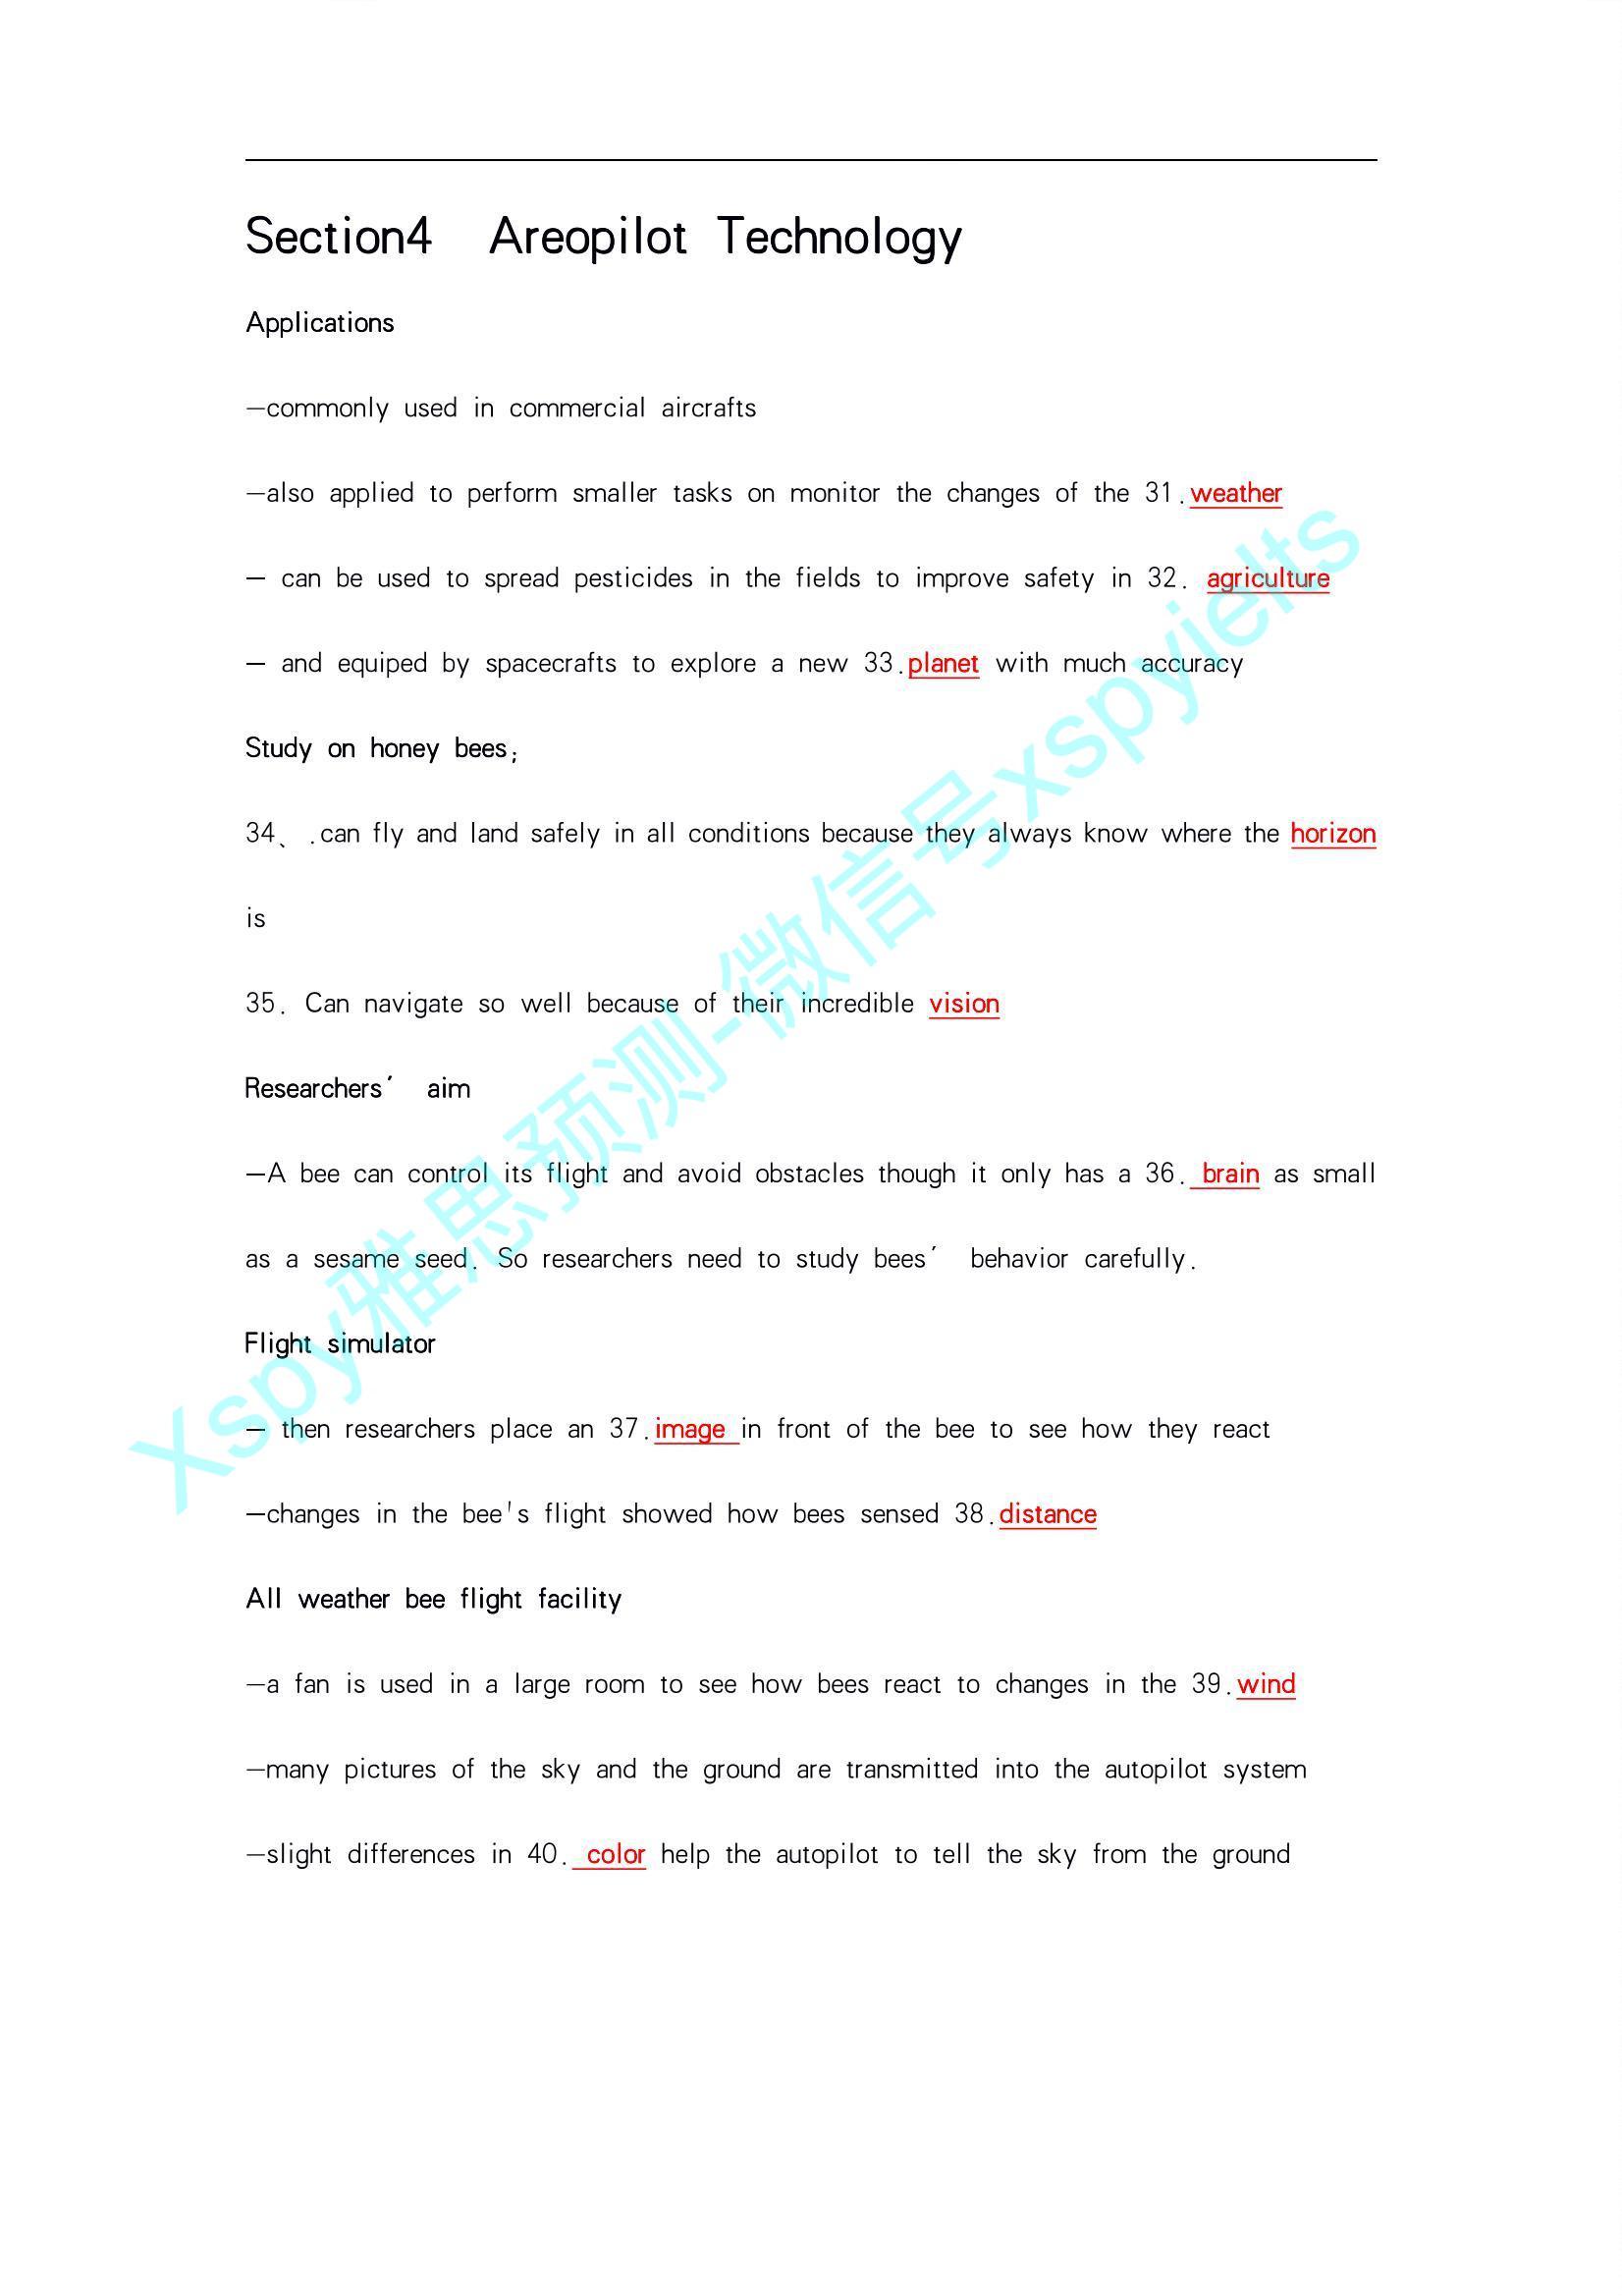 Section4 Areopilot Technology
Applications
—commonly used in commercial aircrafts
—also applied to perform smaller tasks on monitor the changes of the 31.weather
— can be used to spread pesticides in the fields to improve safety in 32. agriculture
— and equiped by spacecrafts to explore a new 33.planet with much accuracy
Study on honey bees;
34、.can fly and land safely in all conditions because they always know where the horizon
is
35. Can navigate so well because of their incredible vision
Researchers’ aim
—A bee can control its flight and avoid obstacles though it only has a 36. brain as small
as a sesame seed. So researchers need to study bees’ behavior carefully.
Flight simulator
— then researchers place an 37.image in front of the bee to see how they react
—changes in the bee's flight showed how bees sensed 38.distance
All weather bee flight facility
—a fan is used in a large room to see how bees react to changes in the 39.wind
—many pictures of the sky and the ground are transmitted into the autopilot system
—slight differences in 40. color help the autopilot to tell the sky from the ground
Xspy雅思预测-微信号xspyielts